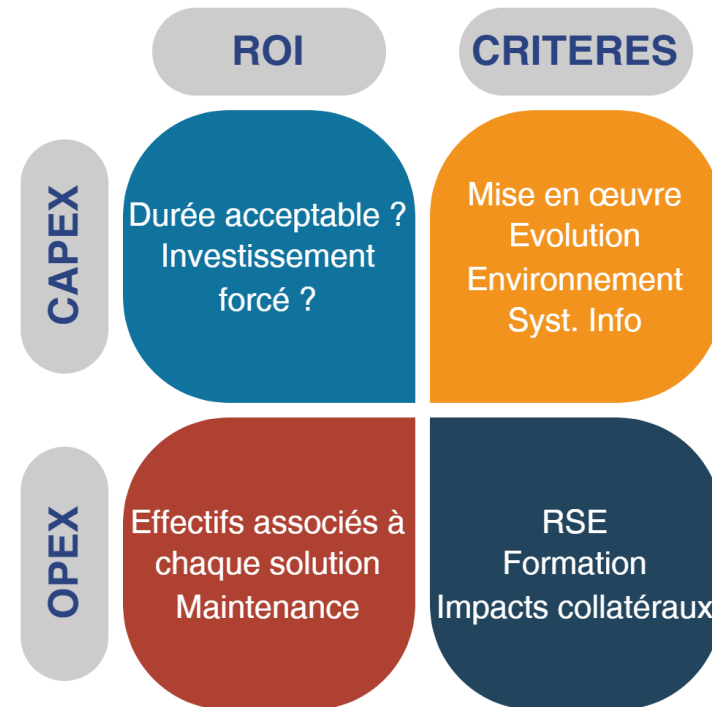 ROI
CRITERES
CAPEX
Durée acceptable ?
Investissement
forcé ?
Mise en œuvre
Evolution
Environnement
Syst. Info
OPEX
Effectifs associés à
chaque solution
Maintenance
RSE
Formation
Impacts collatéraux